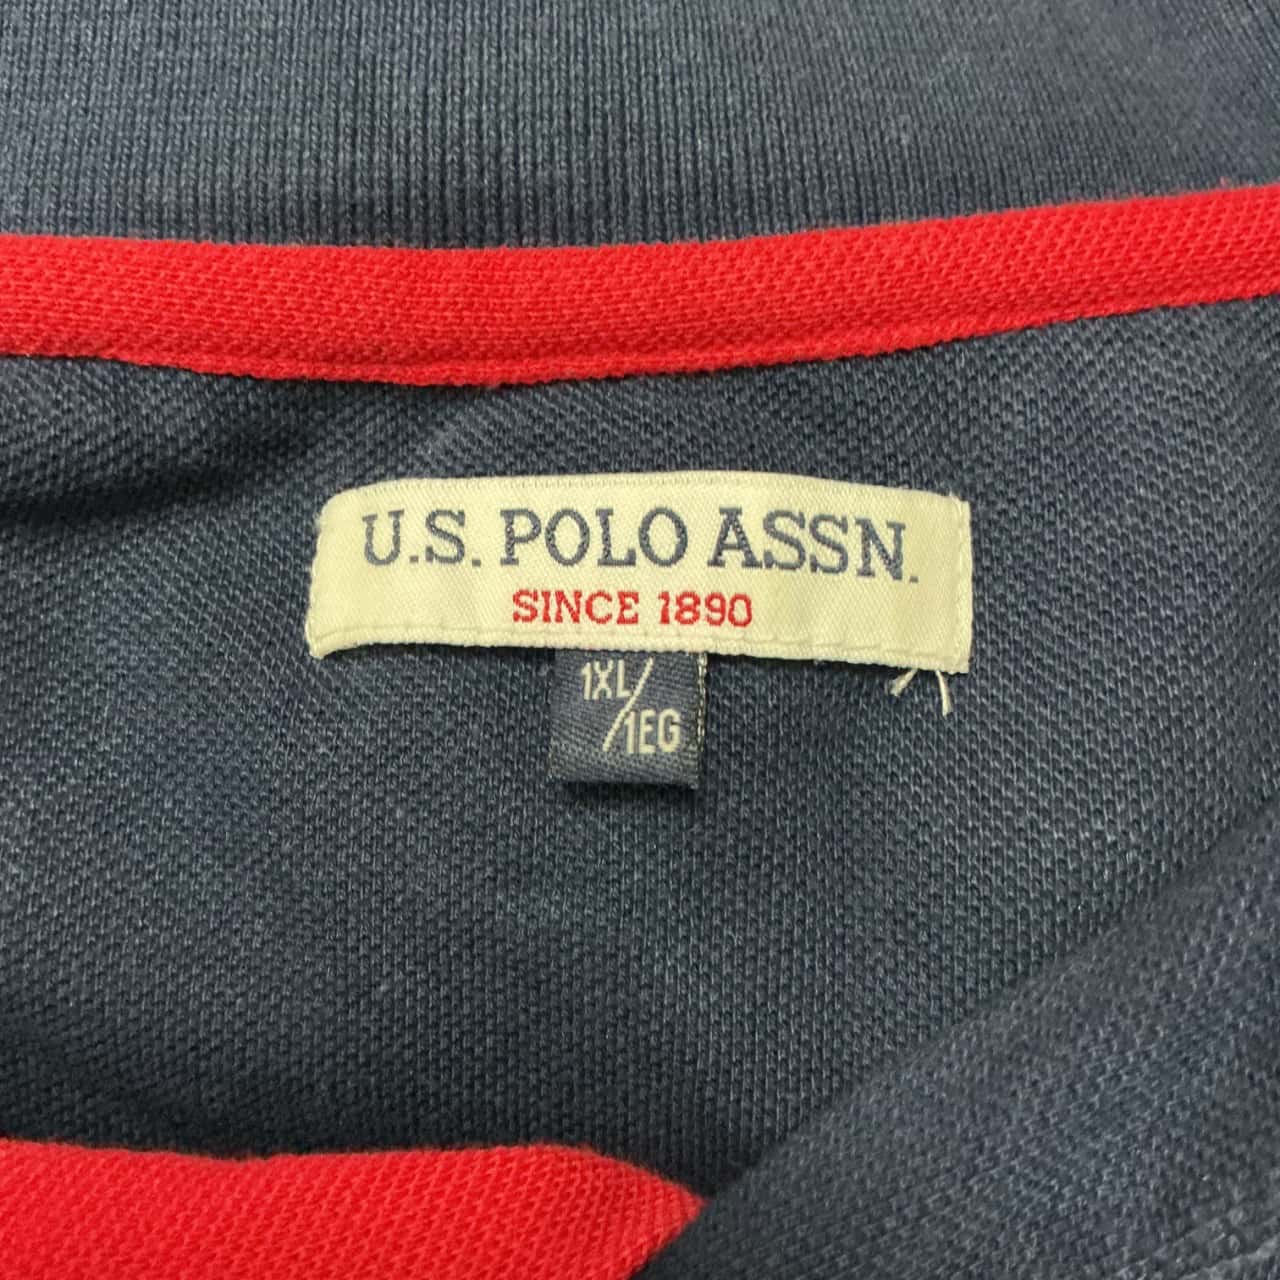 U.S. POLO ASSN.
SINCE 1890
1XL/
/1EG